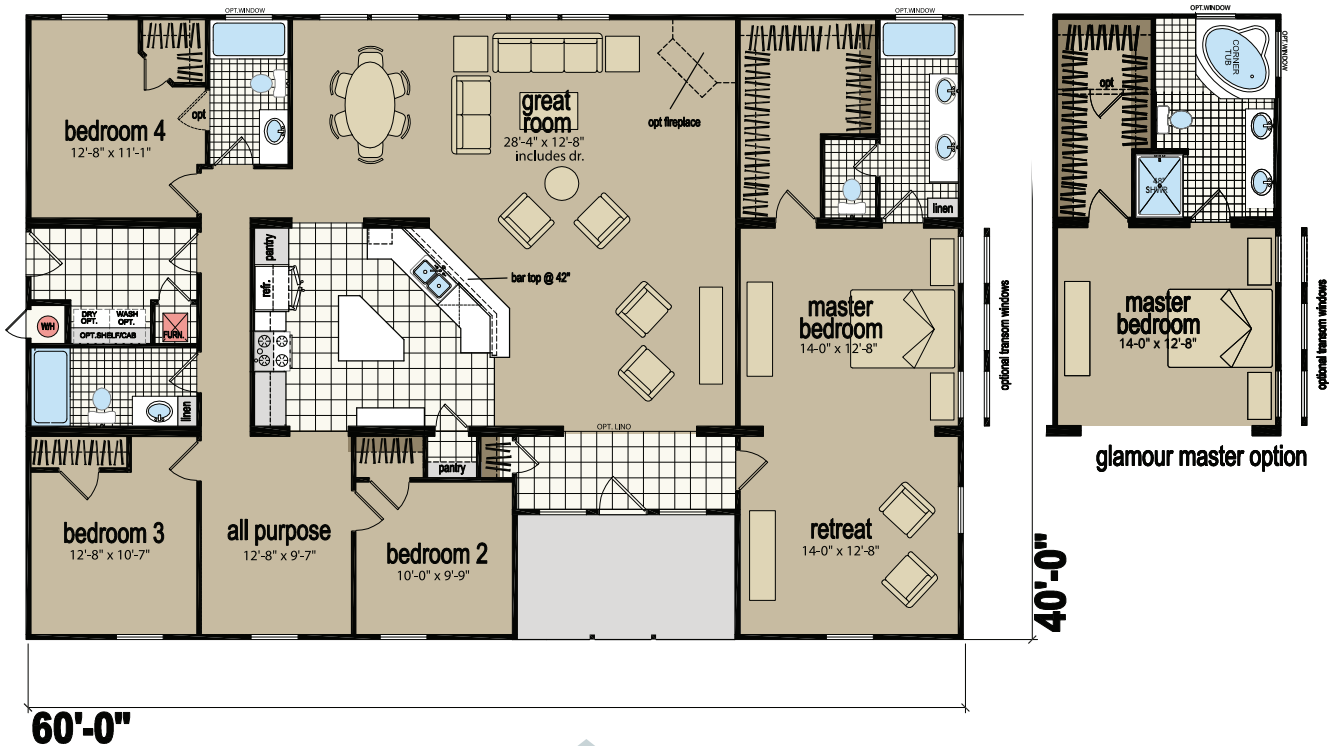 OPT.WINDOW
OPT.WINDOW
OPT.WINDOW
bedroom 4
12'-8" x 11'-1"
opt
great
room
28'-4" x 12'-8"
includes dr.
opt fireplace
linen
opt
CORNER
TUB
OPT.WINDOW
48"
SHWR
pantry
refr.
bar top @ 42"
DRY
OPT.
WASH
OPT.
OPT.SHELF/CAB
W/H
FURN
linen
master
bedroom
14-0" x 12'-8"
optional transom windows
master
bedroom
14-0" x 12'-8"
optional transom windows
OPT. LINO
pantry
glamour master option
bedroom 3
12'-8" x 10'-7"
all purpose
12'-8" x 9'-7"
bedroom 2
10'-0" x 9'-9"
retreat
14-0" x 12'-8"
40'-0"
60'-0"